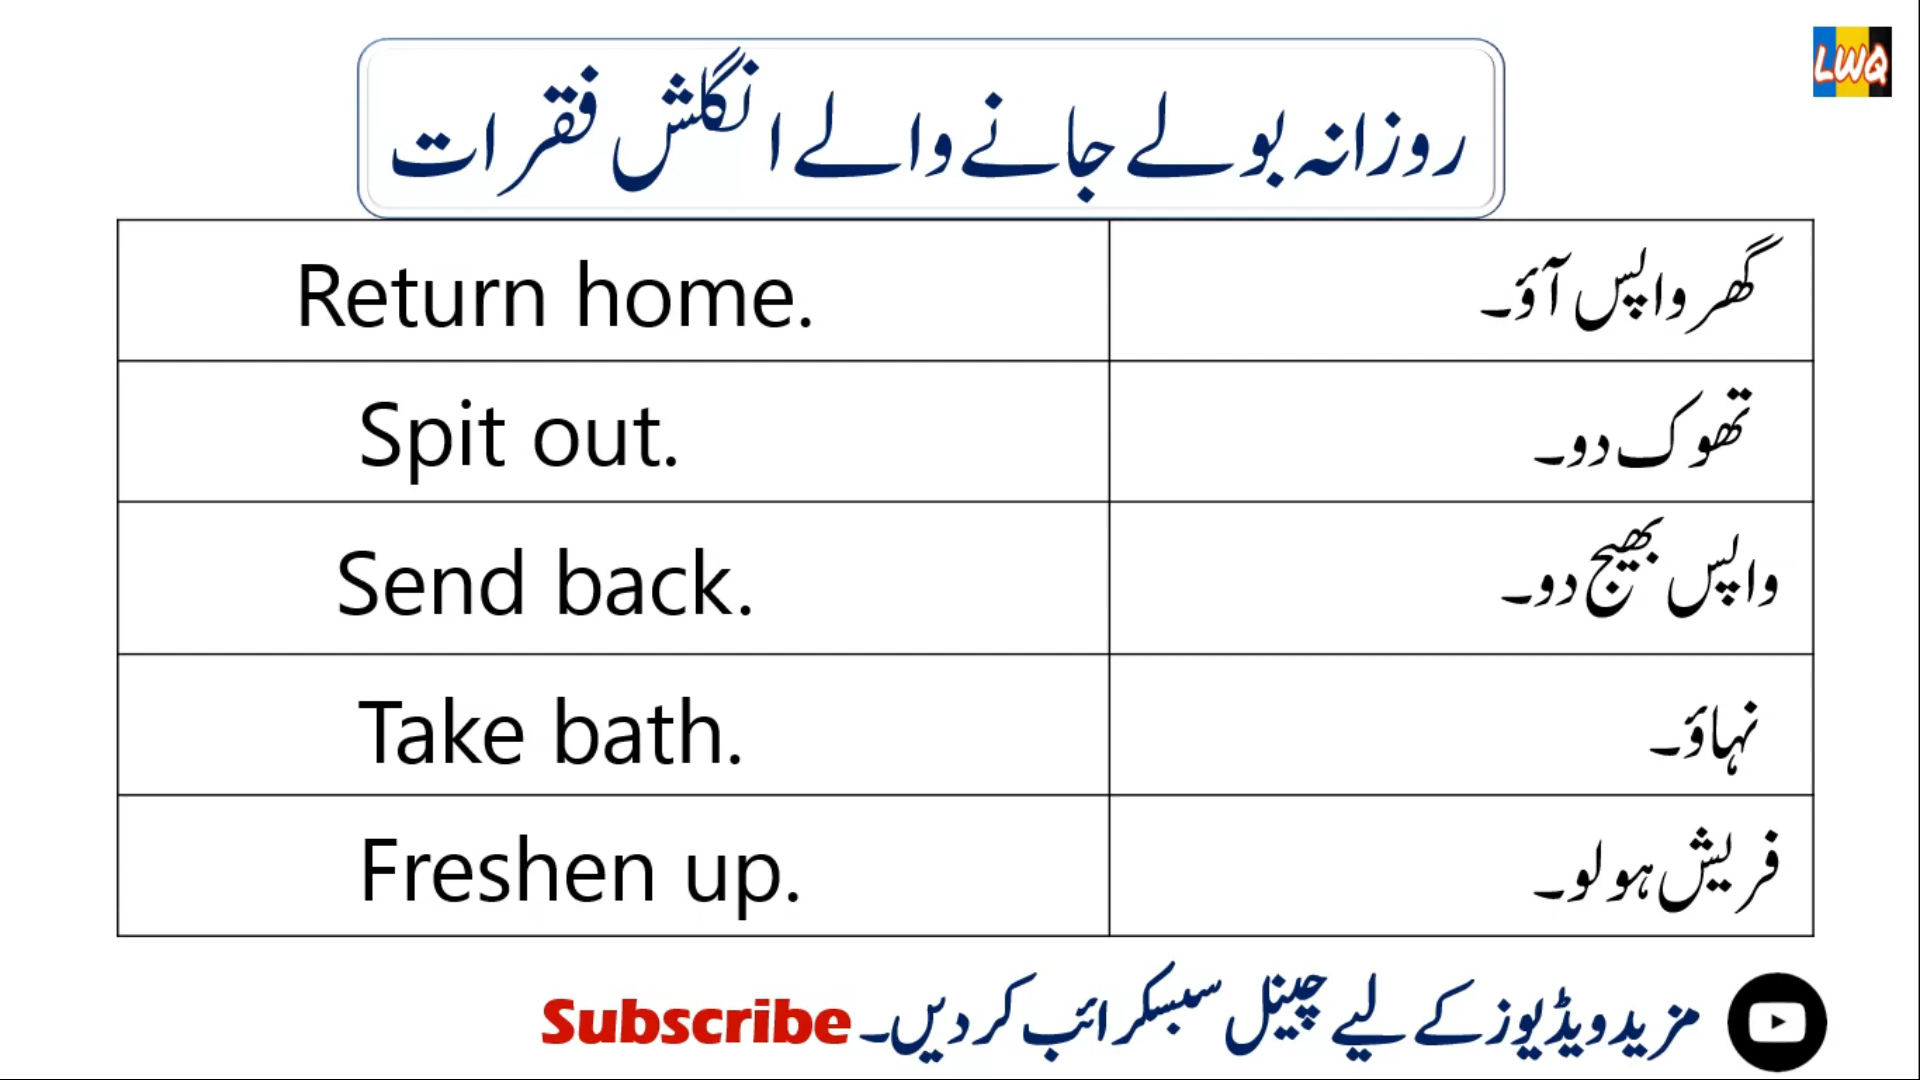 LWQ
روزانہ بولے جانے والے انگلش فقرات
Return home. گھر واپس آؤ۔
Spit out. تھوک دو۔
Send back. واپس بھیج دو۔
Take bath. نہاؤ۔
Freshen up. فریش ہو لو۔
مزید ویڈیوز کے لیے چینل سبسکرائب کر دیں۔ Subscribe